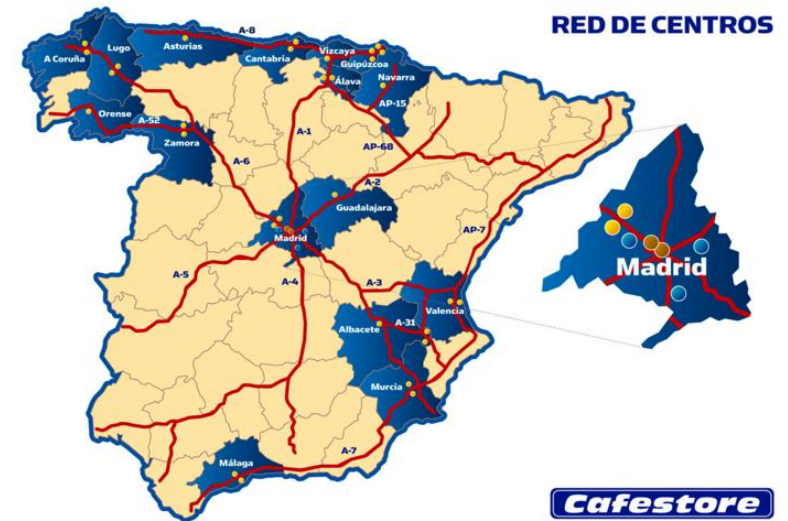 RED DE CENTROS
A-8
A Coruña
Lugo
Asturias
Cantabria
Vizcaya
Guipúzcoa
Álava
Navarra
AP-15
Orense
A-52
Zamora
A-1
AP-68
A-6
A-2
Guadalajara
Madrid
AP-7
Madrid
A-5
A-4
A-3
Valencia
Albacete
A-31
Murcia
A-7
Málaga
Cafestore